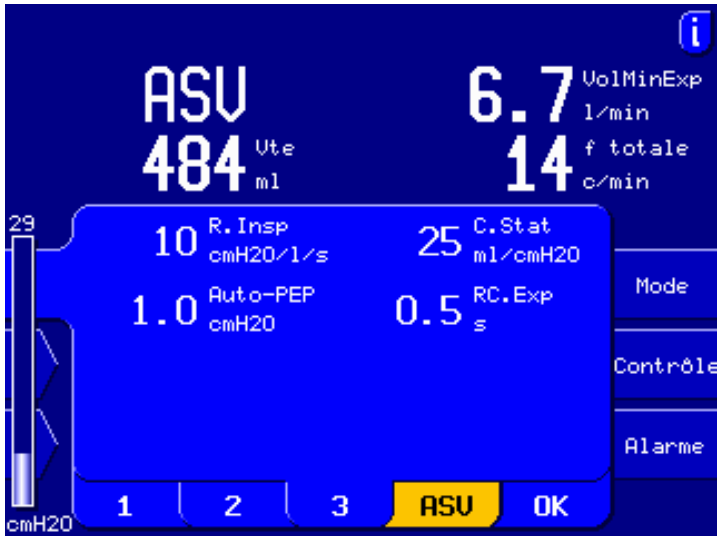 i
ASV
6.7 VolMinExp
l/min
484 Vte
ml
14 f totale
c/min
29
10 R.Insp
cmH2O/l/s
25 C.Stat
ml/cmH2O
1.0 Auto-PEP
cmH2O
0.5 RC.Exp
s
Mode
Contrôle
Alarme
1 2 3 ASV OK
cmH2O